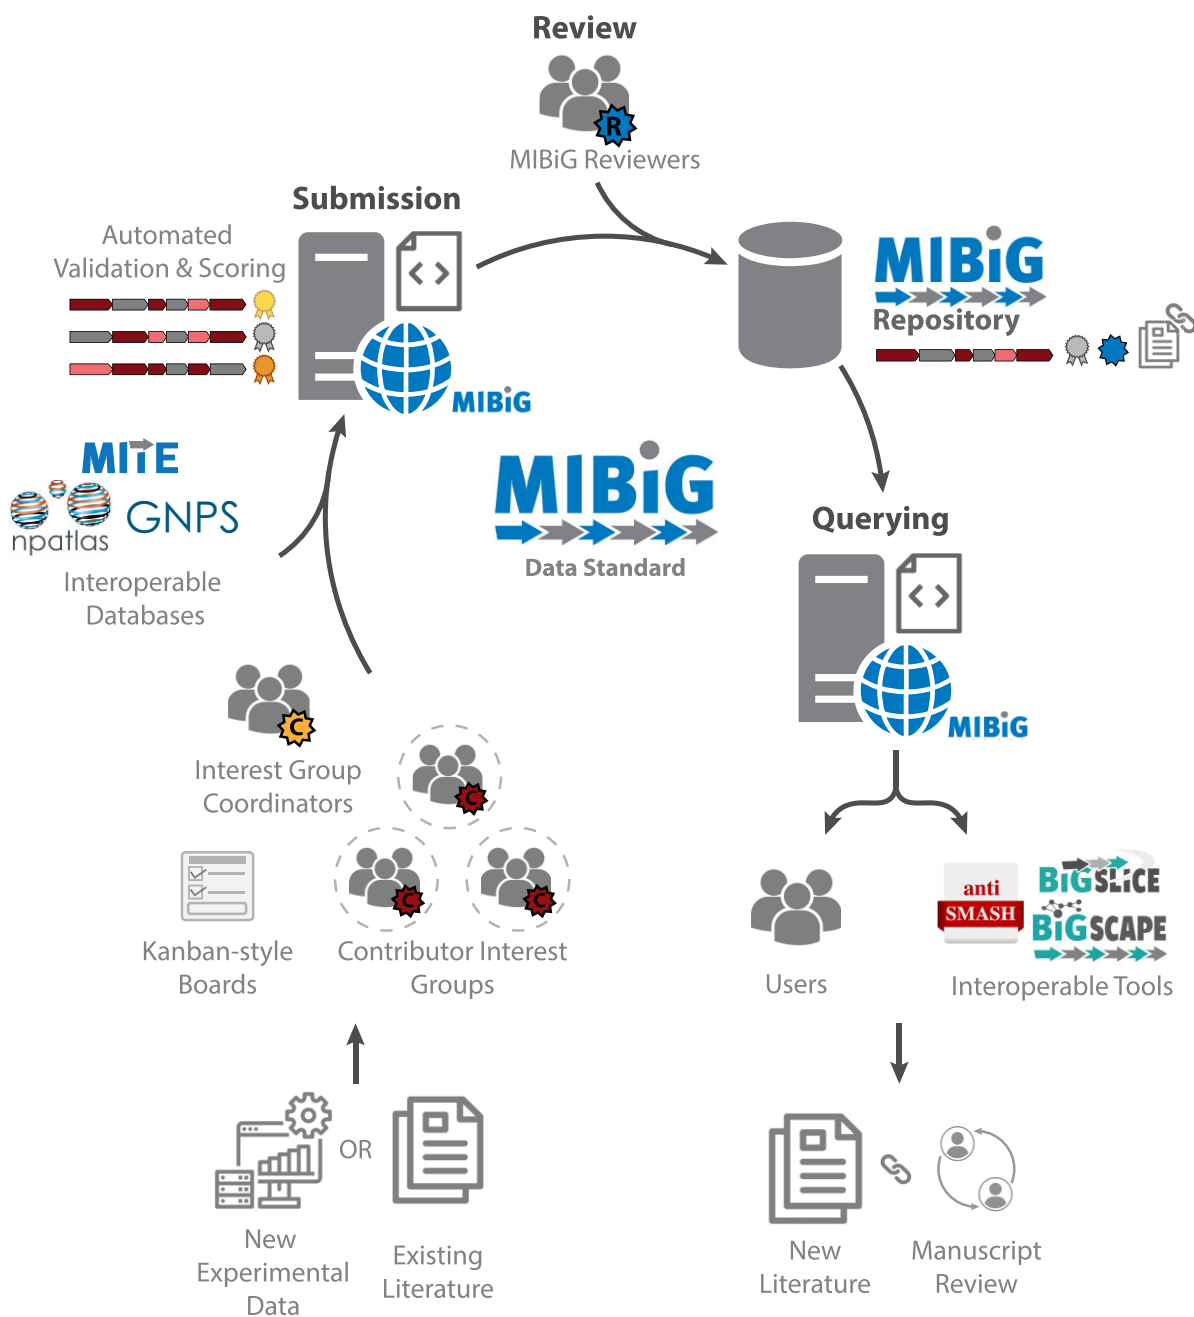 Review
R
MIBiG Reviewers
Submission
Automated
Validation & Scoring
MIBiG
MIBiG
Repository
MITE
npatlas
GNPS
Interoperable
Databases
MIBiG
Data Standard
Querying
MIBiG
C
Interest Group
Coordinators
C
C
C
Kanban-style
Boards
Contributor Interest
Groups
Users
anti
SMASH
BiGSLICE
BiGSCAPE
Interoperable Tools
OR
New
Experimental
Data
Existing
Literature
New
Literature
Manuscript
Review